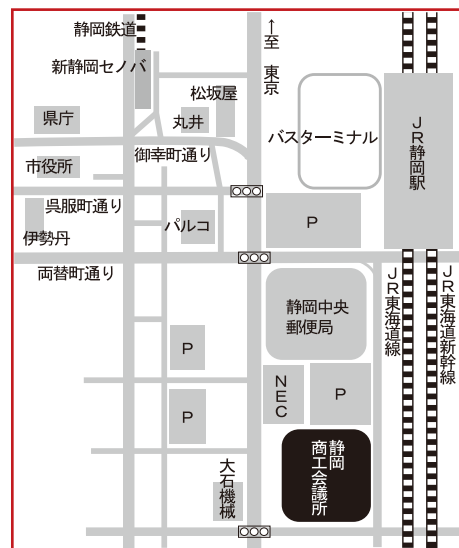 静岡鉄道
新静岡セノバ
↑至 東京
松坂屋
県庁
丸井
バスターミナル
JR静岡駅
御幸町通り
市役所
呉服町通り
パルコ
P
伊勢丹
両替町通り
JR東海道線
JR東海道新幹線
静岡中央
郵便局
P
NEC
P
P
静岡
商工会議所
大石機械